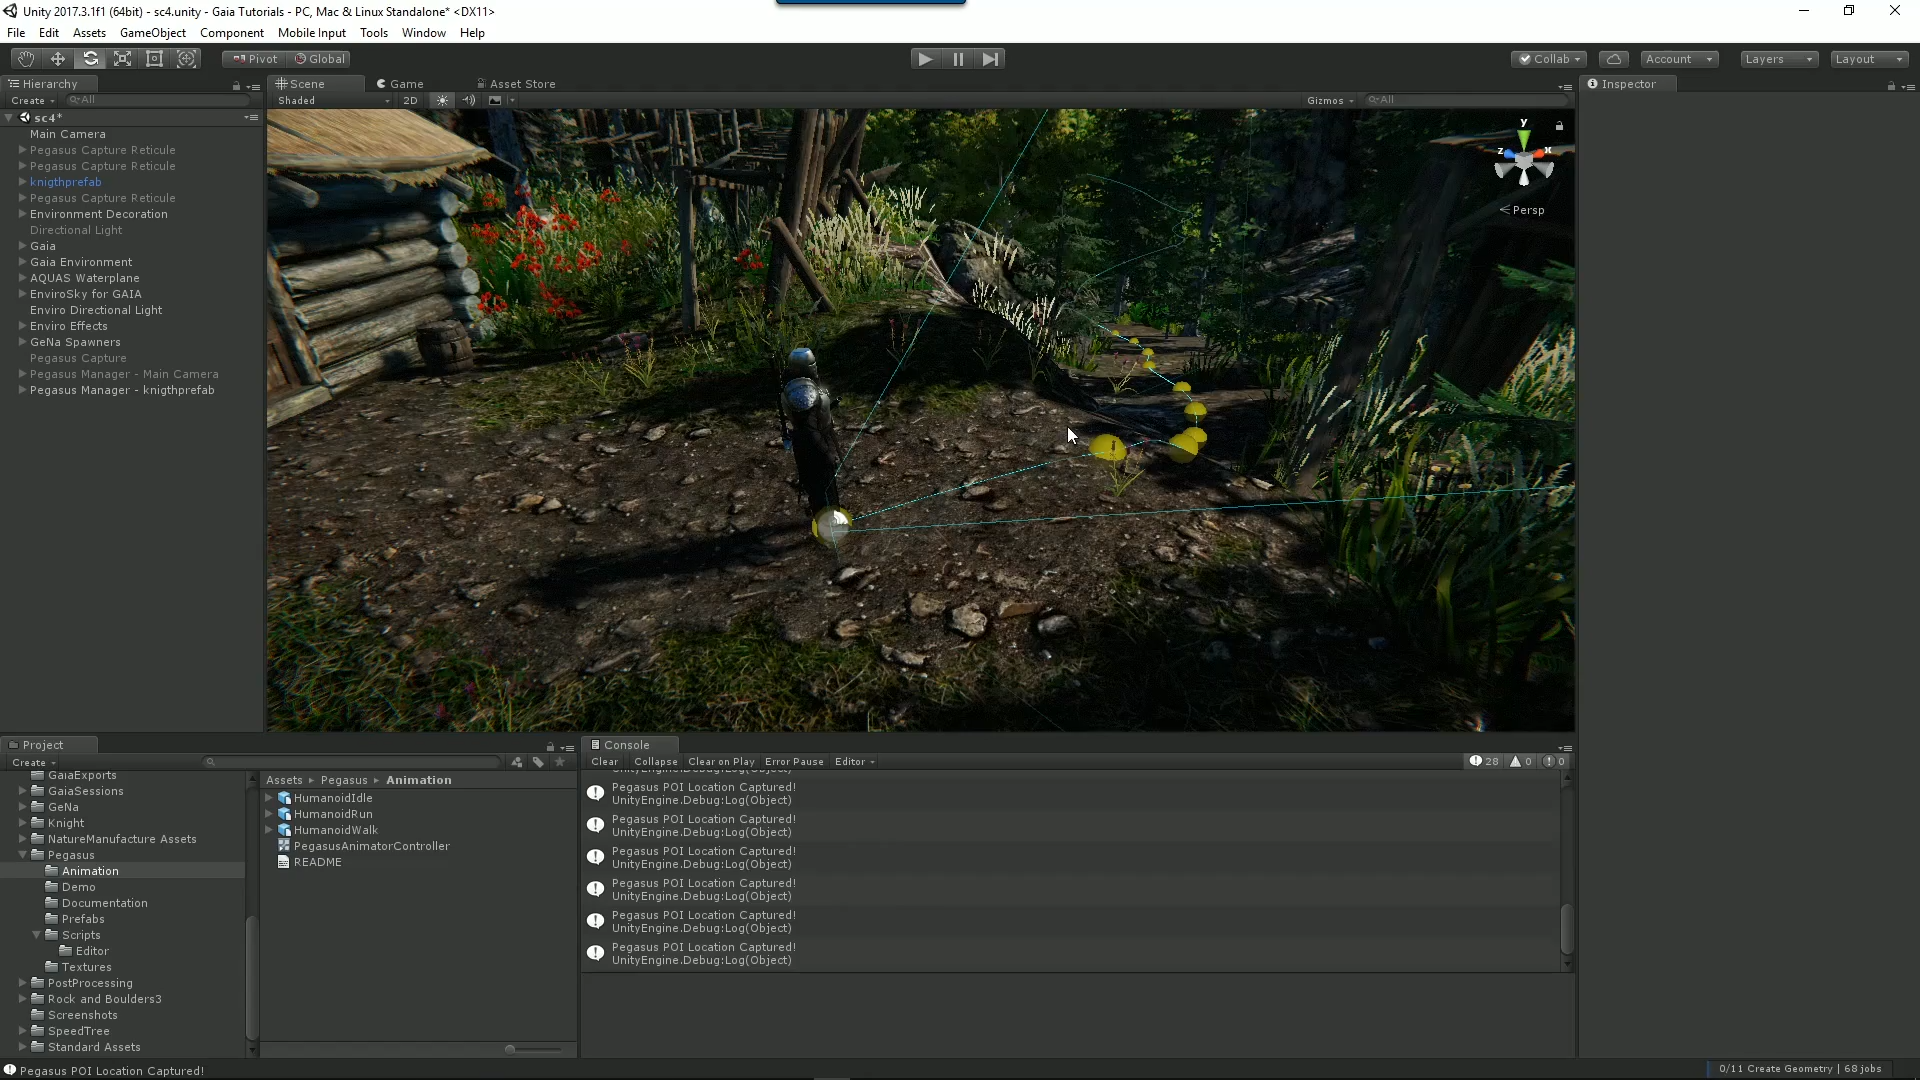 Unity 2017.3.1f1 (64bit) - sc4.unity - Gaia Tutorials - PC, Mac & Linux Standalone* <DX11>
File Edit Assets GameObject Component Mobile Input Tools Window Help
Pivot Global Collab Account Layers Layout
Hierarchy
Create All
sc4*
Main Camera
Pegasus Capture Reticule
Pegasus Capture Reticule
knigthprefab
Pegasus Capture Reticule
Environment Decoration
Directional Light
Gaia
Gaia Environment
AQUAS Waterplane
EnviroSky for GAIA
Enviro Directional Light
Enviro Effects
GeNa Spawners
Pegasus Capture
Pegasus Manager - Main Camera
Pegasus Manager - knigthprefab
Scene Game Asset Store
Shaded 2D Gizmos All
y
z x
Persp
Inspector
Project
Create
GaiaExports
GaiaSessions
GeNa
Knight
NatureManufacture Assets
Pegasus
Animation
Demo
Documentation
Prefabs
Scripts
Editor
Textures
PostProcessing
Rock and Boulders3
Screenshots
SpeedTree
Standard Assets
Assets Pegasus Animation
HumanoidIdle
HumanoidRun
HumanoidWalk
PegasusAnimatorController
README
Console
Clear Collapse Clear on Play Error Pause Editor 28 0 0
UnityEngine.Debug:Log(Object)
Pegasus POI Location Captured!
UnityEngine.Debug:Log(Object)
Pegasus POI Location Captured!
UnityEngine.Debug:Log(Object)
Pegasus POI Location Captured!
UnityEngine.Debug:Log(Object)
Pegasus POI Location Captured!
UnityEngine.Debug:Log(Object)
Pegasus POI Location Captured!
UnityEngine.Debug:Log(Object)
Pegasus POI Location Captured!
UnityEngine.Debug:Log(Object)
Pegasus POI Location Captured!
0/11 Create Geometry | 68 jobs